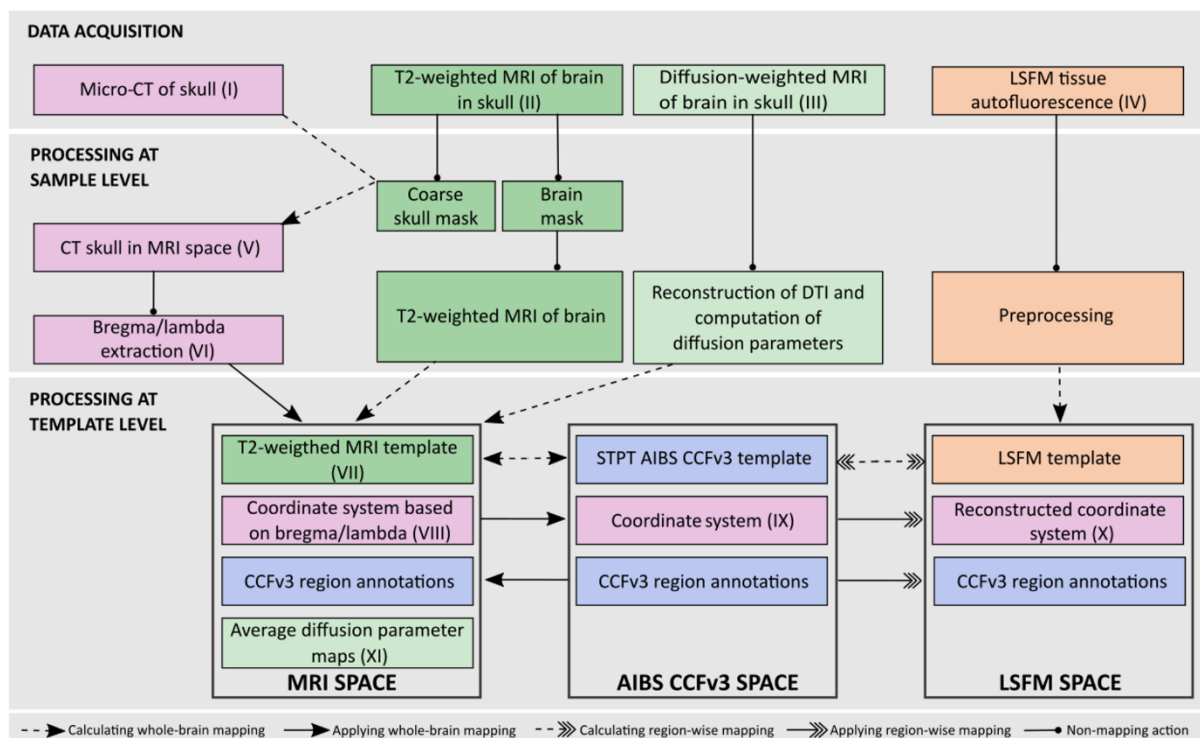 DATA ACQUISITION
Micro-CT of skull (I)
T2-weighted MRI of brain
in skull (II)
Diffusion-weighted MRI
of brain in skull (III)
LSFM tissue
autofluorescence (IV)
PROCESSING AT
SAMPLE LEVEL
Coarse
skull mask
Brain
mask
CT skull in MRI space (V)
Bregma/lambda
extraction (VI)
T2-weighted MRI of brain
Reconstruction of DTI and
computation of
diffusion parameters
Preprocessing
PROCESSING AT
TEMPLATE LEVEL
T2-weigthed MRI template
(VII)
Coordinate system based
on bregma/lambda (VIII)
CCFv3 region annotations
Average diffusion parameter
maps (XI)
MRI SPACE
STPT AIBS CCFv3 template
Coordinate system (IX)
CCFv3 region annotations
AIBS CCFv3 SPACE
LSFM template
Reconstructed coordinate
system (X)
CCFv3 region annotations
LSFM SPACE
Calculating whole-brain mapping
Applying whole-brain mapping
Calculating region-wise mapping
Applying region-wise mapping
Non-mapping action